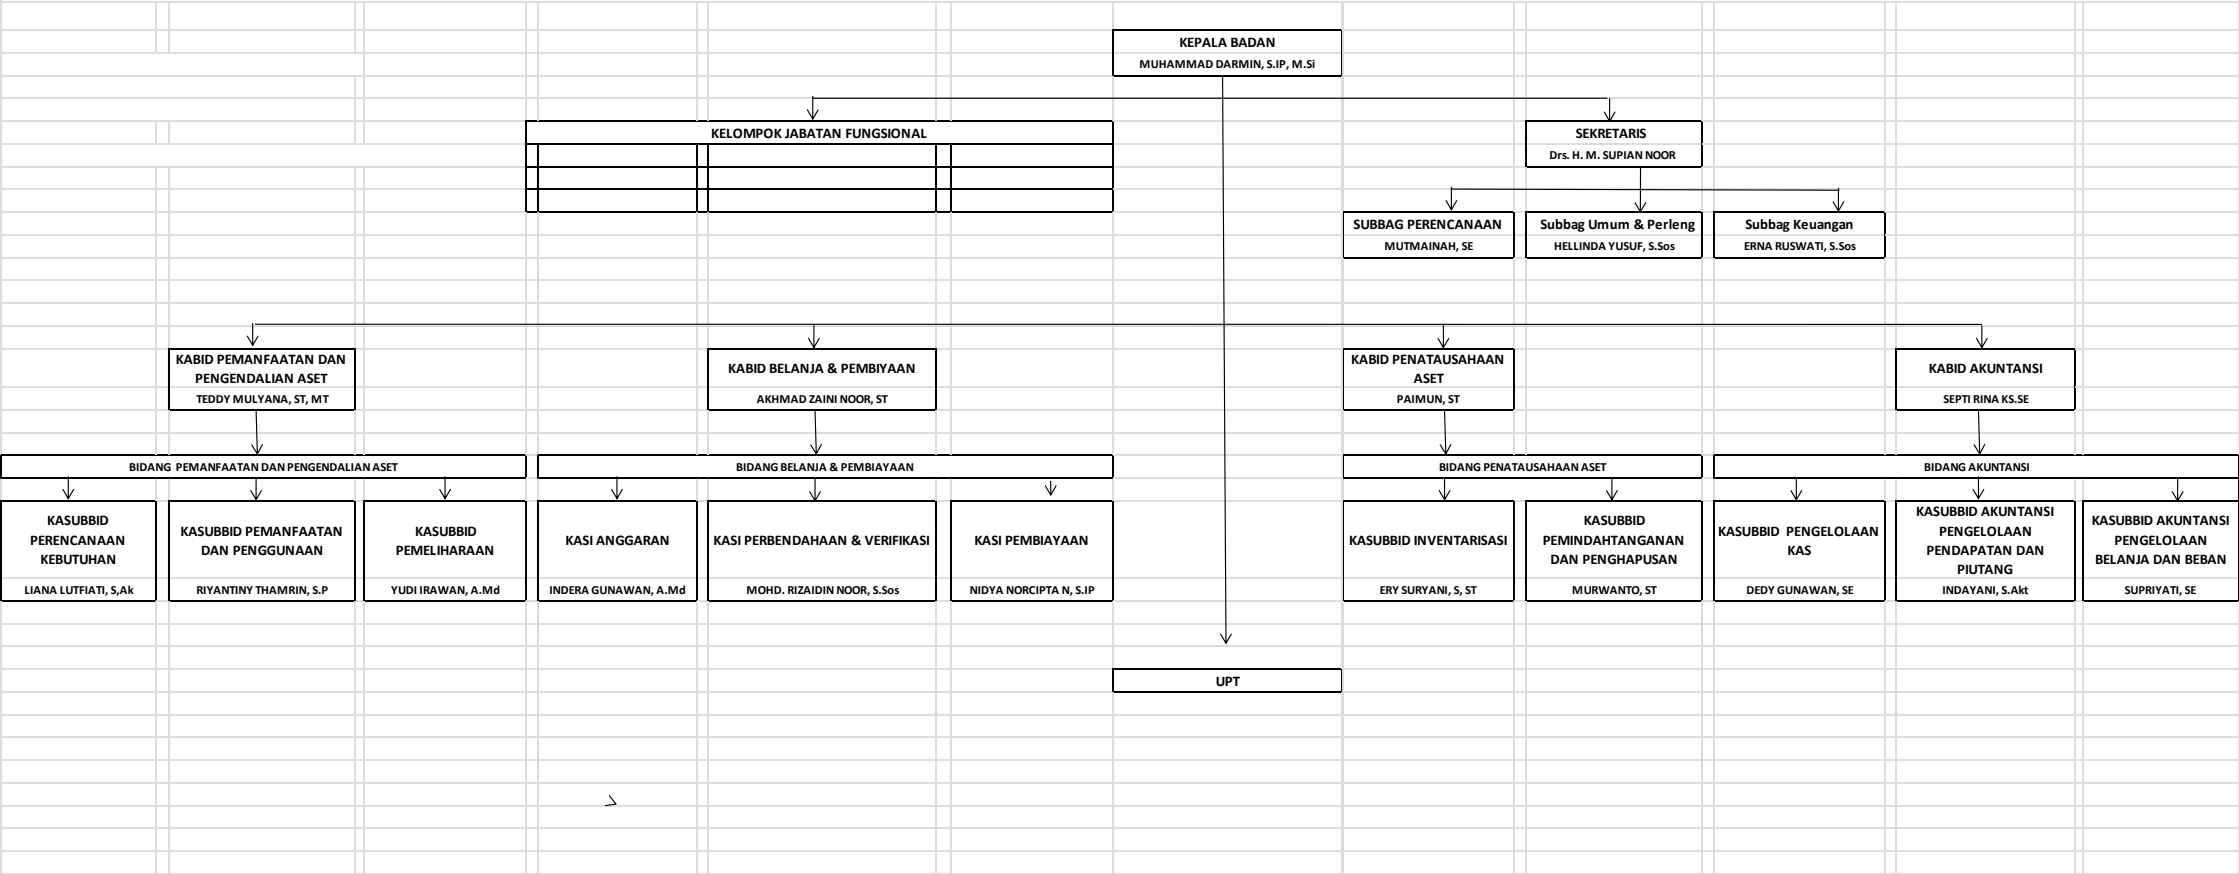 KEPALA BADAN
MUHAMMAD DARMIN, S.IP, M.Si
KELOMPOK JABATAN FUNGSIONAL
SEKRETARIS
Drs. H. M. SUPIAN NOOR
SUBBAG PERENCANAAN
MUTMAINAH, SE
Subbag Umum & Perleng
HELLINDA YUSUF, S.Sos
Subbag Keuangan
ERNA RUSWATI, S.Sos
KABID PEMANFAATAN DAN
PENGENDALIAN ASET
TEDDY MULYANA, ST, MT
KABID BELANJA & PEMBIYAAN
AKHMAD ZAINI NOOR, ST
KABID PENATAUSAHAAN
ASET
PAIMUN, ST
KABID AKUNTANSI
SEPTI RINA KS.SE
BIDANG PEMANFAATAN DAN PENGENDALIAN ASET
BIDANG BELANJA & PEMBIAYAAN
BIDANG PENATAUSAHAAN ASET
BIDANG AKUNTANSI
KASUBBID
PERENCANAAN
KEBUTUHAN
LIANA LUTFIATI, S,Ak
KASUBBID PEMANFAATAN
DAN PENGGUNAAN
RIYANTINY THAMRIN, S.P
KASUBBID
PEMELIHARAAN
YUDI IRAWAN, A.Md
KASI ANGGARAN
INDERA GUNAWAN, A.Md
KASI PERBENDAHAAN & VERIFIKASI
MOHD. RIZAIDIN NOOR, S.Sos
KASI PEMBIAYAAN
NIDYA NORCIPTA N, S.IP
KASUBBID INVENTARISASI
ERY SURYANI, S, ST
KASUBBID
PEMINDAHTANGANAN
DAN PENGHAPUSAN
MURWANTO, ST
KASUBBID PENGELOLAAN
KAS
DEDY GUNAWAN, SE
KASUBBID AKUNTANSI
PENGELOLAAN
PENDAPATAN DAN
PIUTANG
INDAYANI, S.Akt
KASUBBID AKUNTANSI
PENGELOLAAN
BELANJA DAN BEBAN
SUPRIYATI, SE
UPT